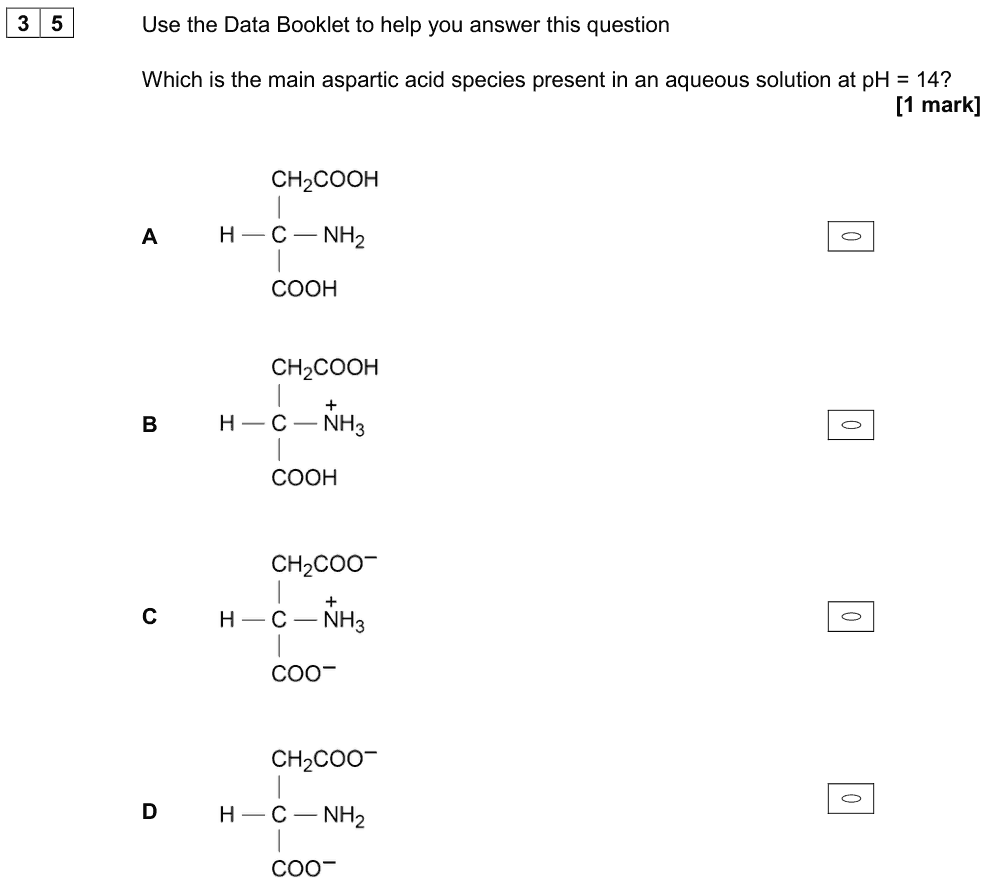 3 5 Use the Data Booklet to help you answer this question
Which is the main aspartic acid species present in an aqueous solution at pH = 14?
[1 mark]
CH₂COOH
A H — C — NH₂
COOH
CH₂COOH
+
B H — C — NH₃
COOH
CH₂COO⁻
+
C H — C — NH₃
COO⁻
CH₂COO⁻
D H — C — NH₂
COO⁻